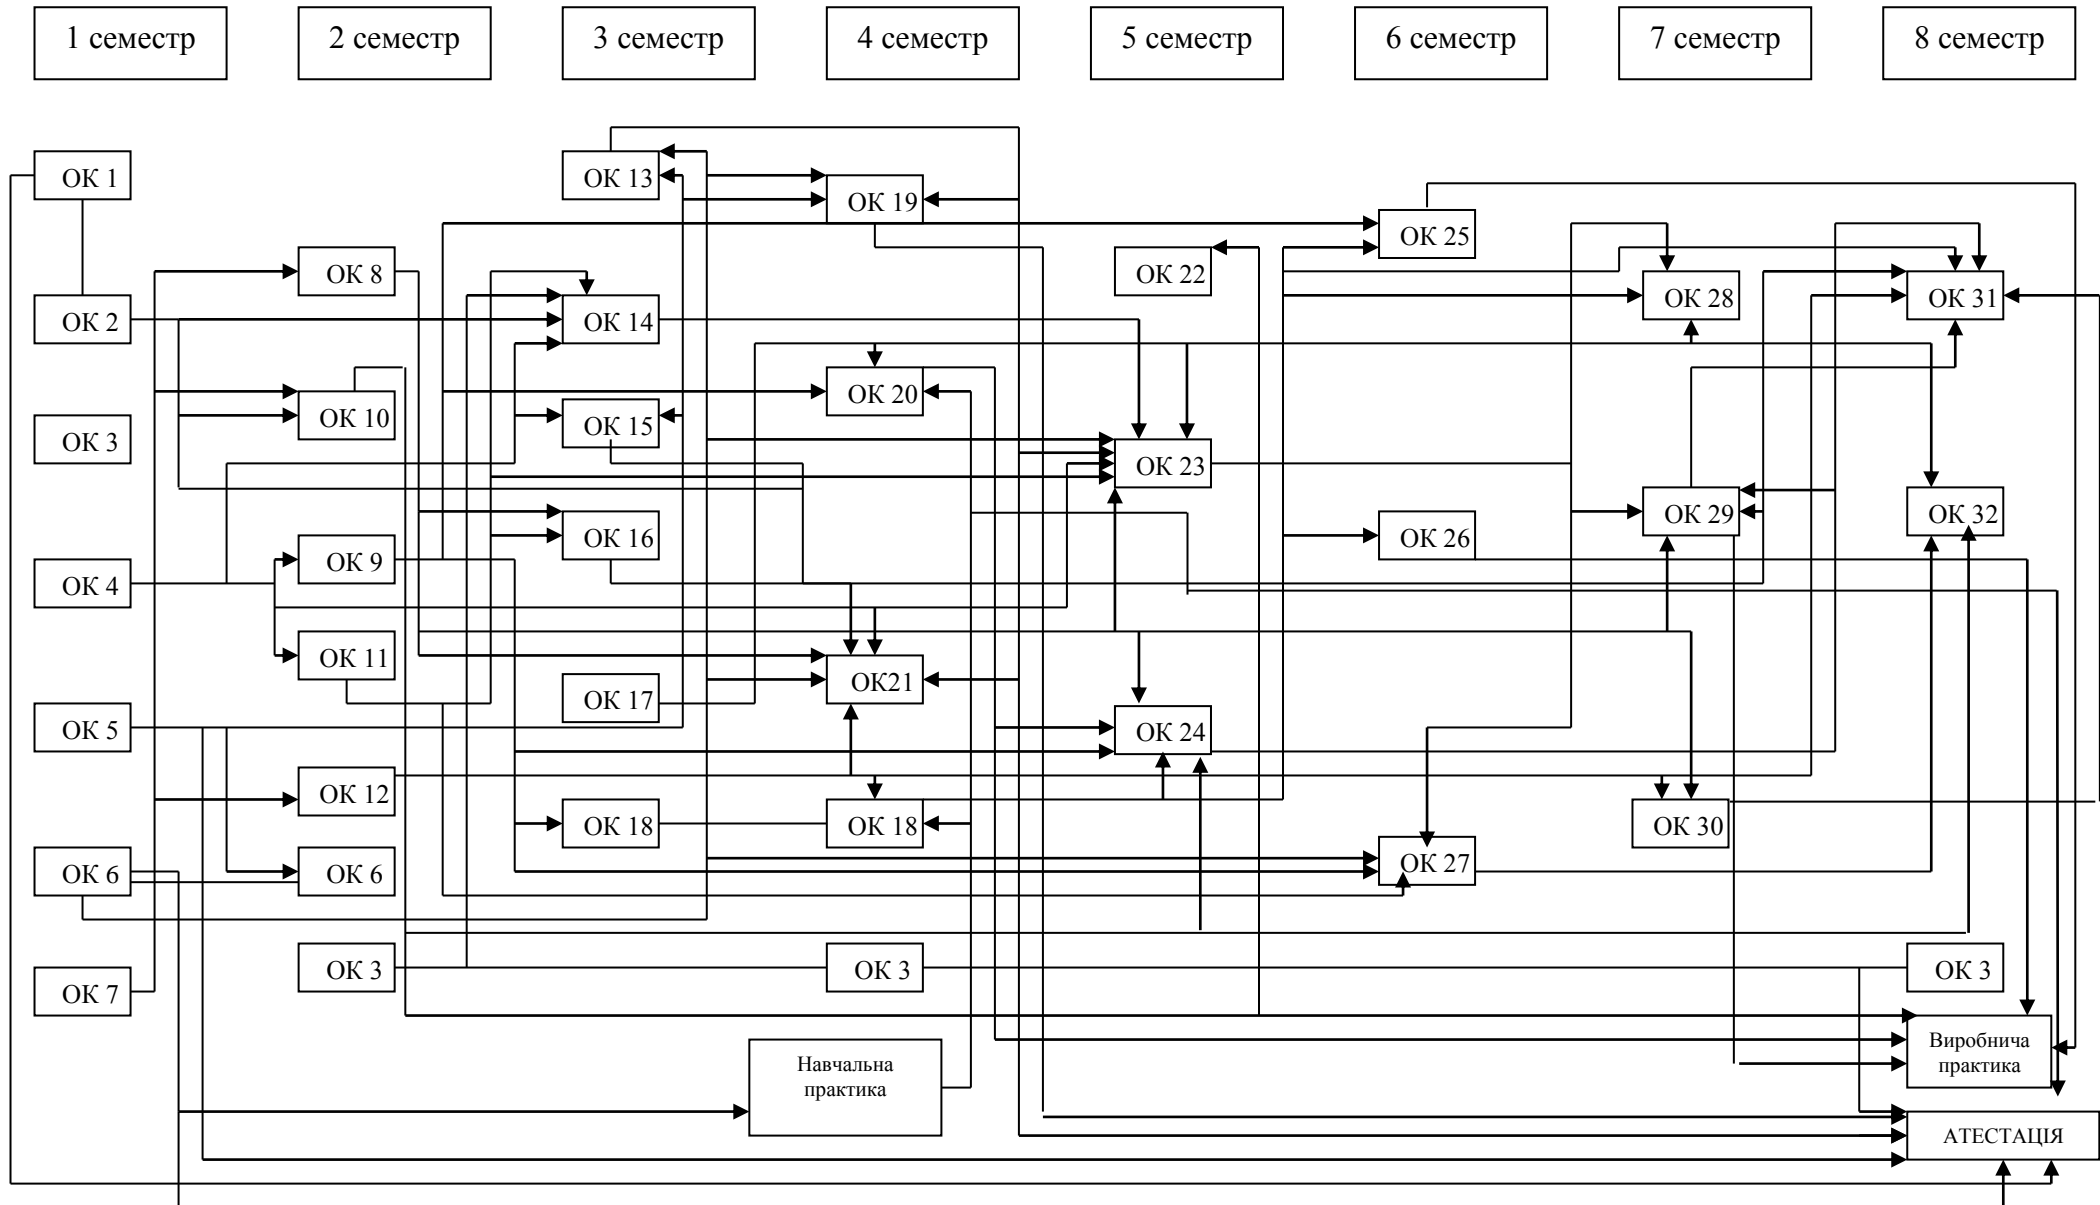 1 семестр
2 семестр
3 семестр
4 семестр
5 семестр
6 семестр
7 семестр
8 семестр
ОК 1
ОК 2
ОК 3
ОК 4
ОК 5
ОК 6
ОК 7
ОК 8
ОК 10
ОК 9
ОК 11
ОК 12
ОК 6
ОК 3
ОК 13
ОК 14
ОК 15
ОК 16
ОК 17
ОК 18
ОК 19
ОК 20
ОК21
ОК 18
ОК 3
Навчальна
практика
ОК 22
ОК 23
ОК 24
ОК 25
ОК 26
ОК 27
ОК 28
ОК 29
ОК 30
ОК 31
ОК 32
ОК 3
Виробнича
практика
АТЕСТАЦІЯ